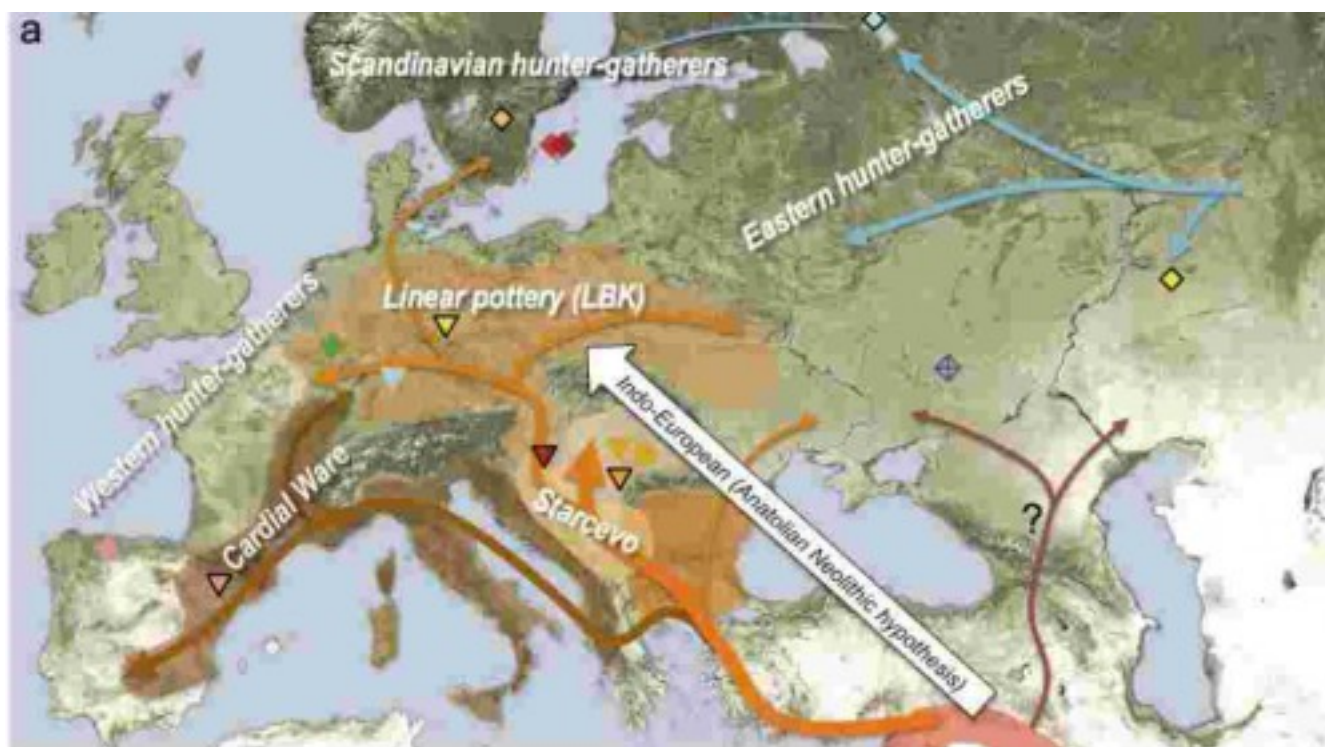 a
Scandinavian hunter-gatherers
Eastern hunter-gatherers
Linear pottery (LBK)
Western hunter-gatherers
Indo-European (Anatolian Neolithic hypothesis)
Starcevo
Cardial Ware
?